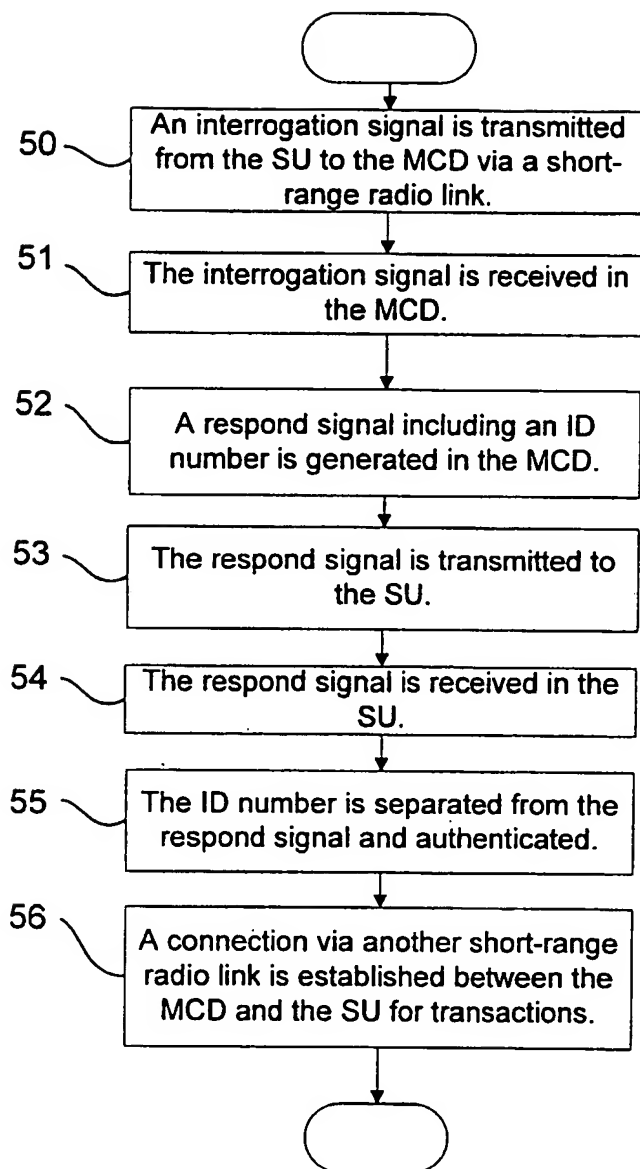 50
An interrogation signal is transmitted
from the SU to the MCD via a short-
range radio link.
51
The interrogation signal is received in
the MCD.
52
A respond signal including an ID
number is generated in the MCD.
53
The respond signal is transmitted to
the SU.
54
The respond signal is received in the
SU.
55
The ID number is separated from the
respond signal and authenticated.
56
A connection via another short-range
radio link is established between the
MCD and the SU for transactions.